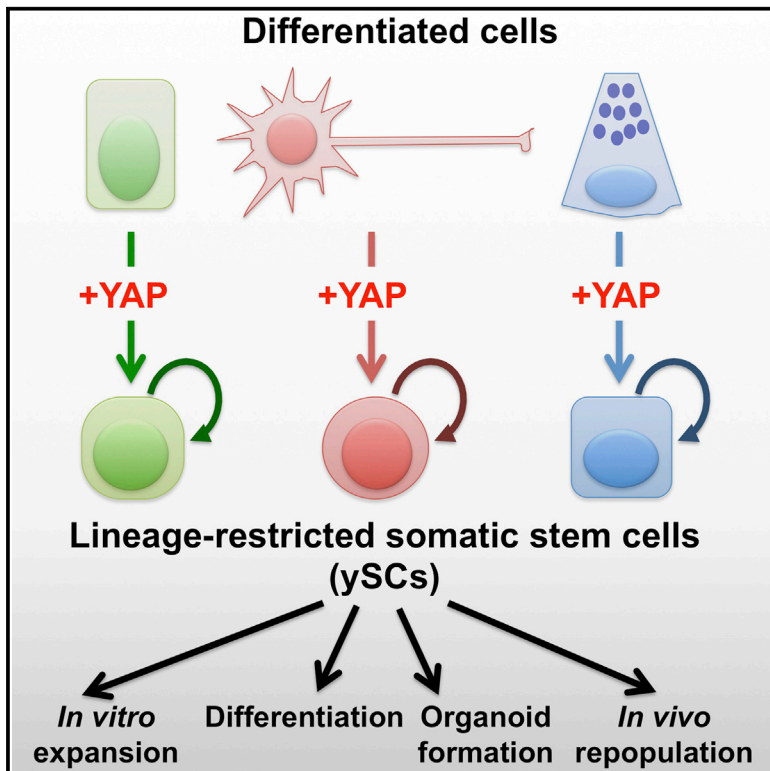 Differentiated cells
+YAP +YAP +YAP
Lineage-restricted somatic stem cells
(ySCs)
In vitro Differentiation Organoid In vivo
expansion formation repopulation